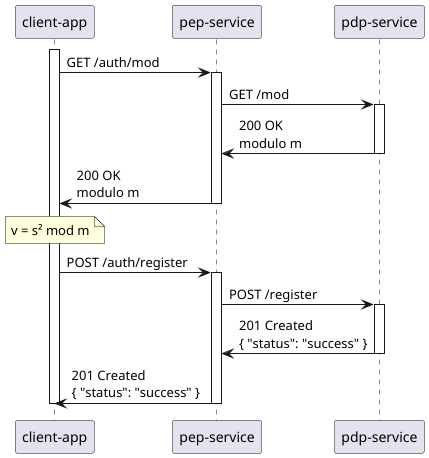 client-app
pep-service
pdp-service
GET /auth/mod
GET /mod
200 OK
modulo m
200 OK
modulo m
v = s² mod m
POST /auth/register
POST /register
201 Created
{ "status": "success" }
201 Created
{ "status": "success" }
client-app
pep-service
pdp-service